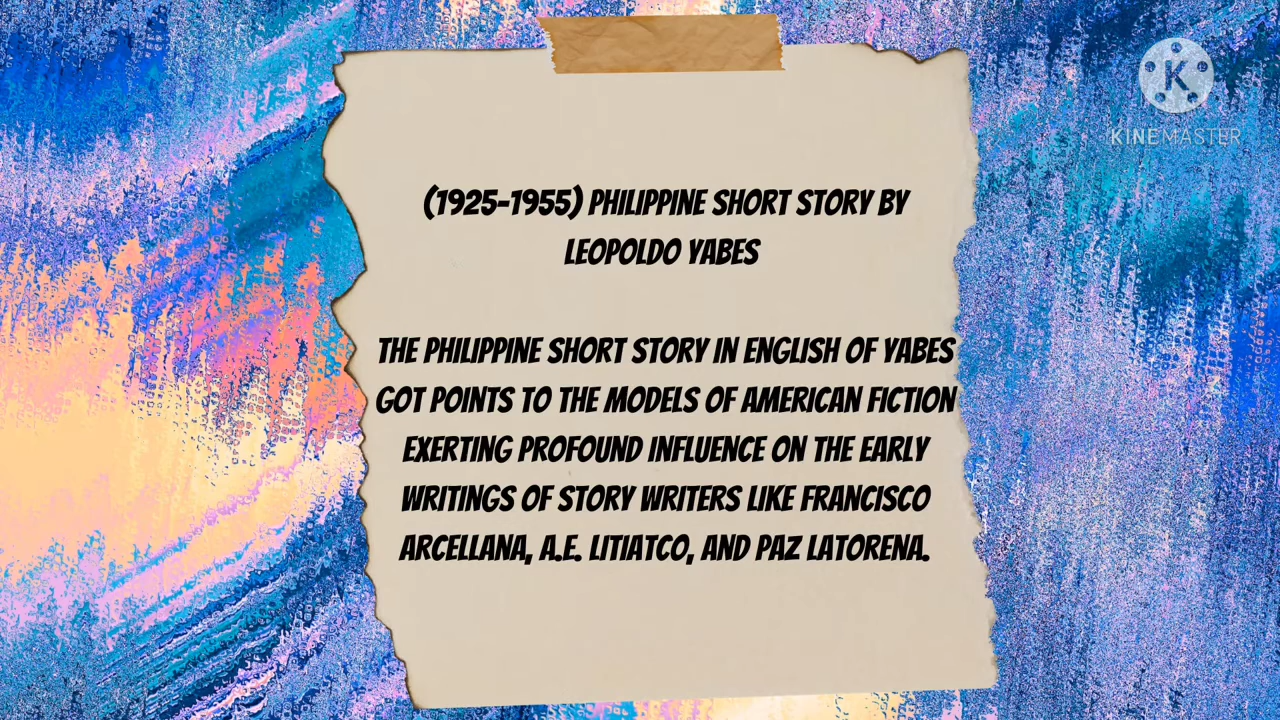 (1925-1955) PHILIPPINE SHORT STORY BY
LEOPOLDO YABES
THE PHILIPPINE SHORT STORY IN ENGLISH OF YABES
GOT POINTS TO THE MODELS OF AMERICAN FICTION
EXERTING PROFOUND INFLUENCE ON THE EARLY
WRITINGS OF STORY WRITERS LIKE FRANCISCO
ARCELLANA, A.E. LITIATCO, AND PAZ LATORENA.
K
KINEMASTER